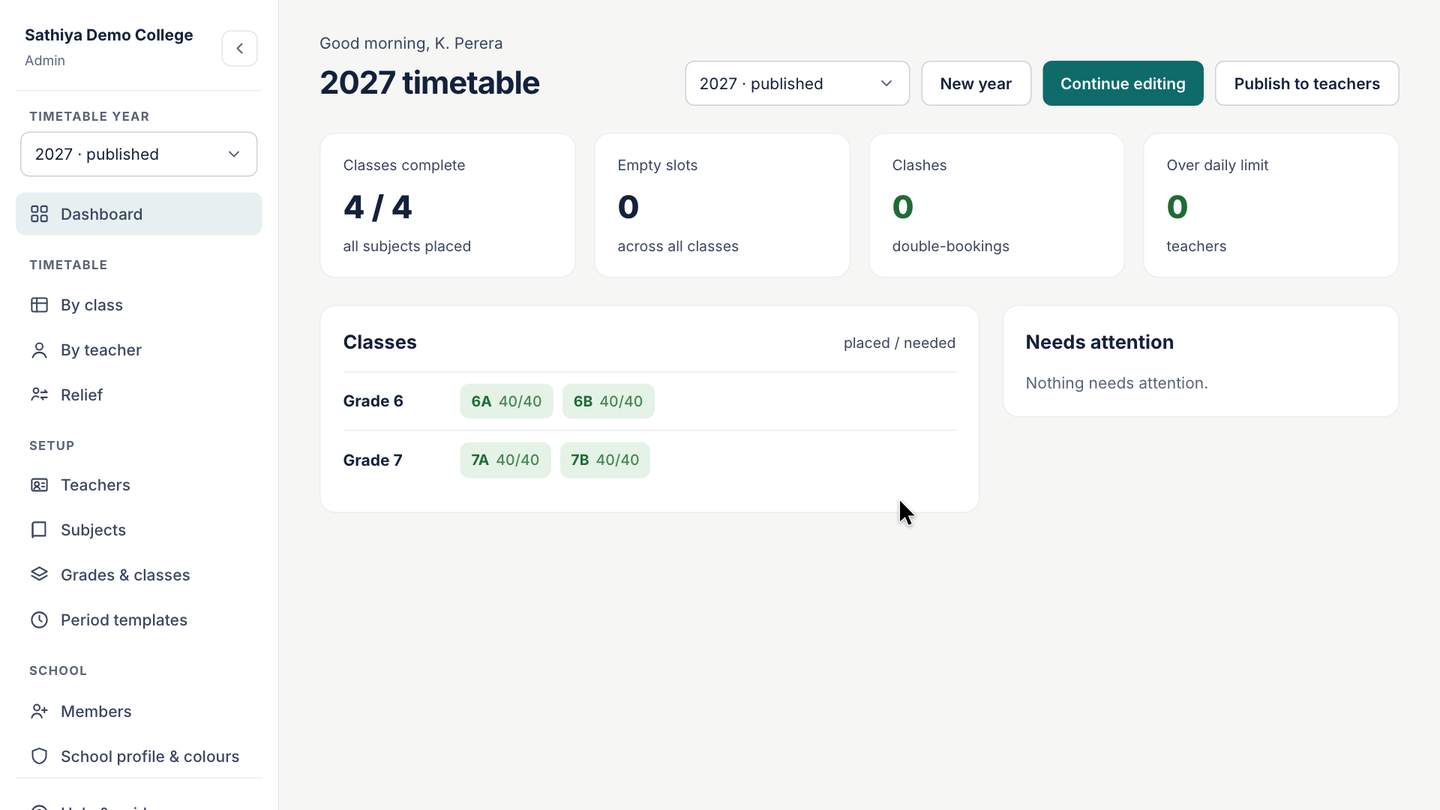 Sathiya Demo College
Admin
TIMETABLE YEAR
2027 · published
Dashboard
TIMETABLE
By class
By teacher
Relief
SETUP
Teachers
Subjects
Grades & classes
Period templates
SCHOOL
Members
School profile & colours
Good morning, K. Perera
2027 timetable
2027 · published
New year
Continue editing
Publish to teachers
Classes complete
4 / 4
all subjects placed
Empty slots
0
across all classes
Clashes
0
double-bookings
Over daily limit
0
teachers
Classes
placed / needed
Grade 6 6A 40/40 6B 40/40
Grade 7 7A 40/40 7B 40/40
Needs attention
Nothing needs attention.